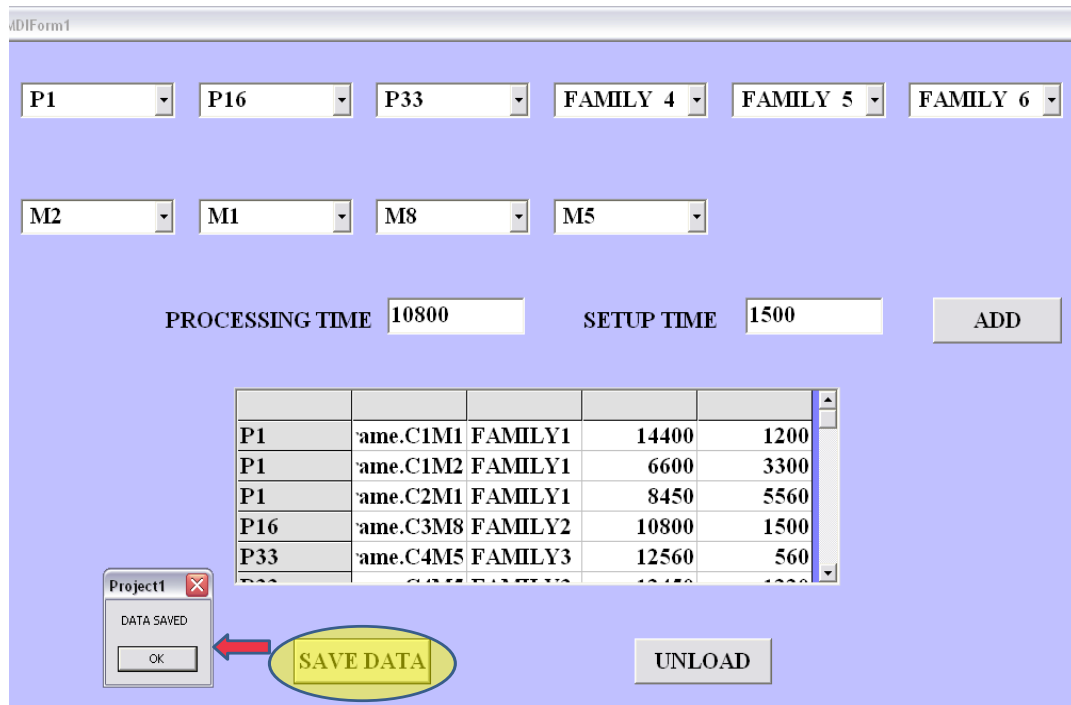 MDIForm1
P1 P16 P33 FAMILY 4 FAMILY 5 FAMILY 6
M2 M1 M8 M5
PROCESSING TIME 10800 SETUP TIME 1500 ADD
P1 ame.C1M1 FAMILY1 14400 1200
P1 ame.C1M2 FAMILY1 6600 3300
P1 ame.C2M1 FAMILY1 8450 5560
P16 ame.C3M8 FAMILY2 10800 1500
P33 ame.C4M5 FAMILY3 12560 560
Project1
DATA SAVED
OK
SAVE DATA UNLOAD